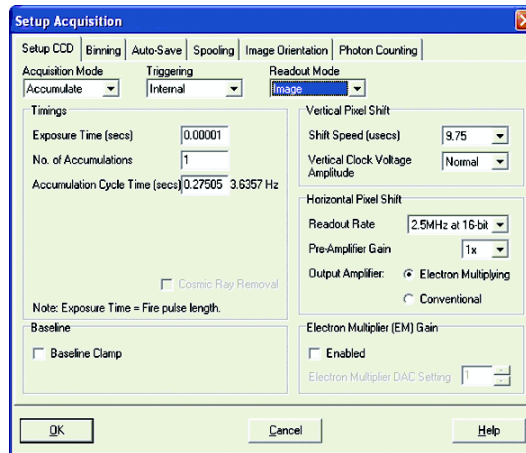 Setup Acquisition
Setup CCD Binning Auto-Save Spooling Image Orientation Photon Counting
Acquisition Mode Triggering Readout Mode
Accumulate Internal Image
Timings
Exposure Time (secs) 0.00001
No. of Accumulations 1
Accumulation Cycle Time (secs) 0.27505 3.6357 Hz
Cosmic Ray Removal
Note: Exposure Time = Fire pulse length.
Vertical Pixel Shift
Shift Speed (usecs) 9.75
Vertical Clock Voltage Normal
Amplitude
Horizontal Pixel Shift
Readout Rate 2.5MHz at 16-bit
Pre-Amplifier Gain 1x
Output Amplifier: Electron Multiplying
Conventional
Baseline
Baseline Clamp
Electron Multiplier (EM) Gain
Enabled
Electron Multiplier DAC Setting 1
OK Cancel Help